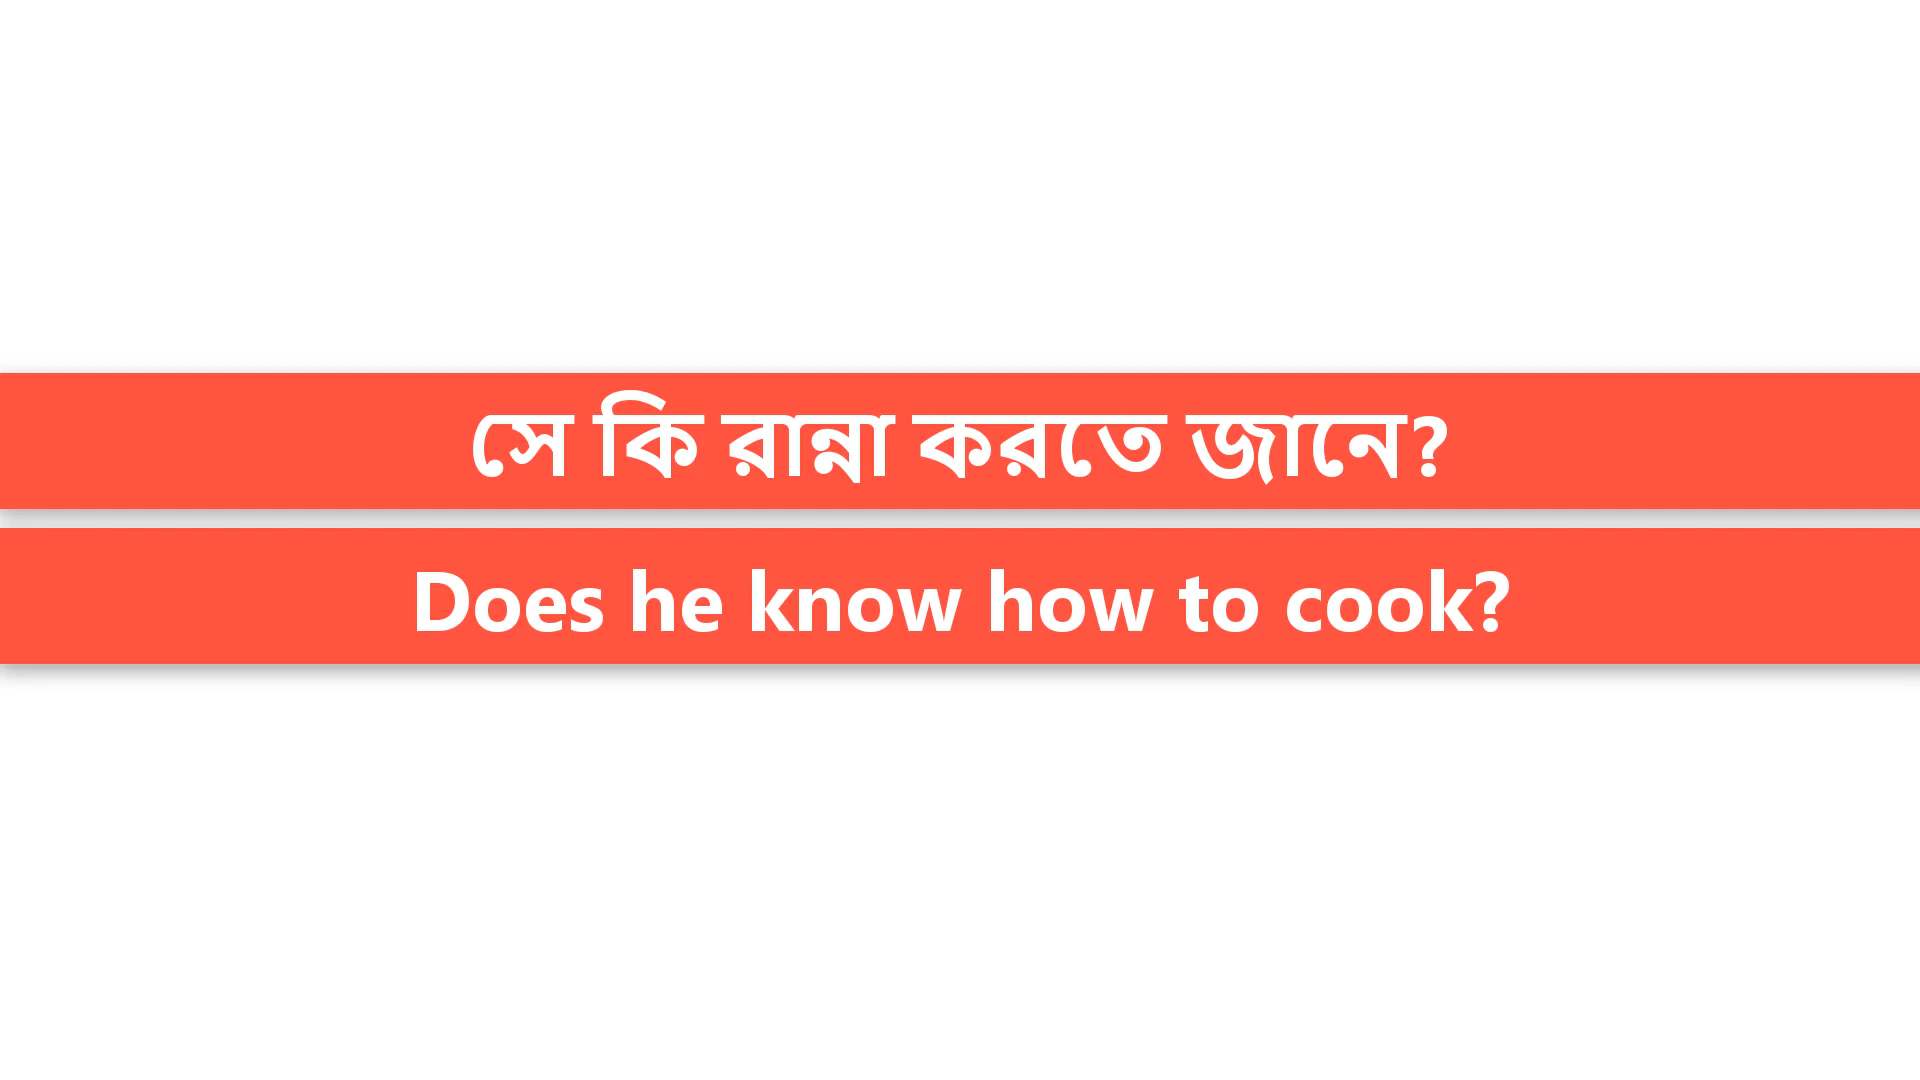 সে কি রান্না করতে জানে?
Does he know how to cook?